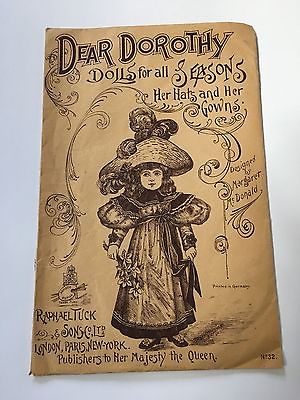 DEAR DOROTHY
DOLLS for all SEASONS
Her Hats and Her
Gowns.
Designed
by
Margaret
McDonald
Printed in Germany
RAPHAEL TUCK
& SONS Co. LTD
LONDON, PARIS, NEW-YORK.
Publishers to Her Majesty the Queen.
No 32.